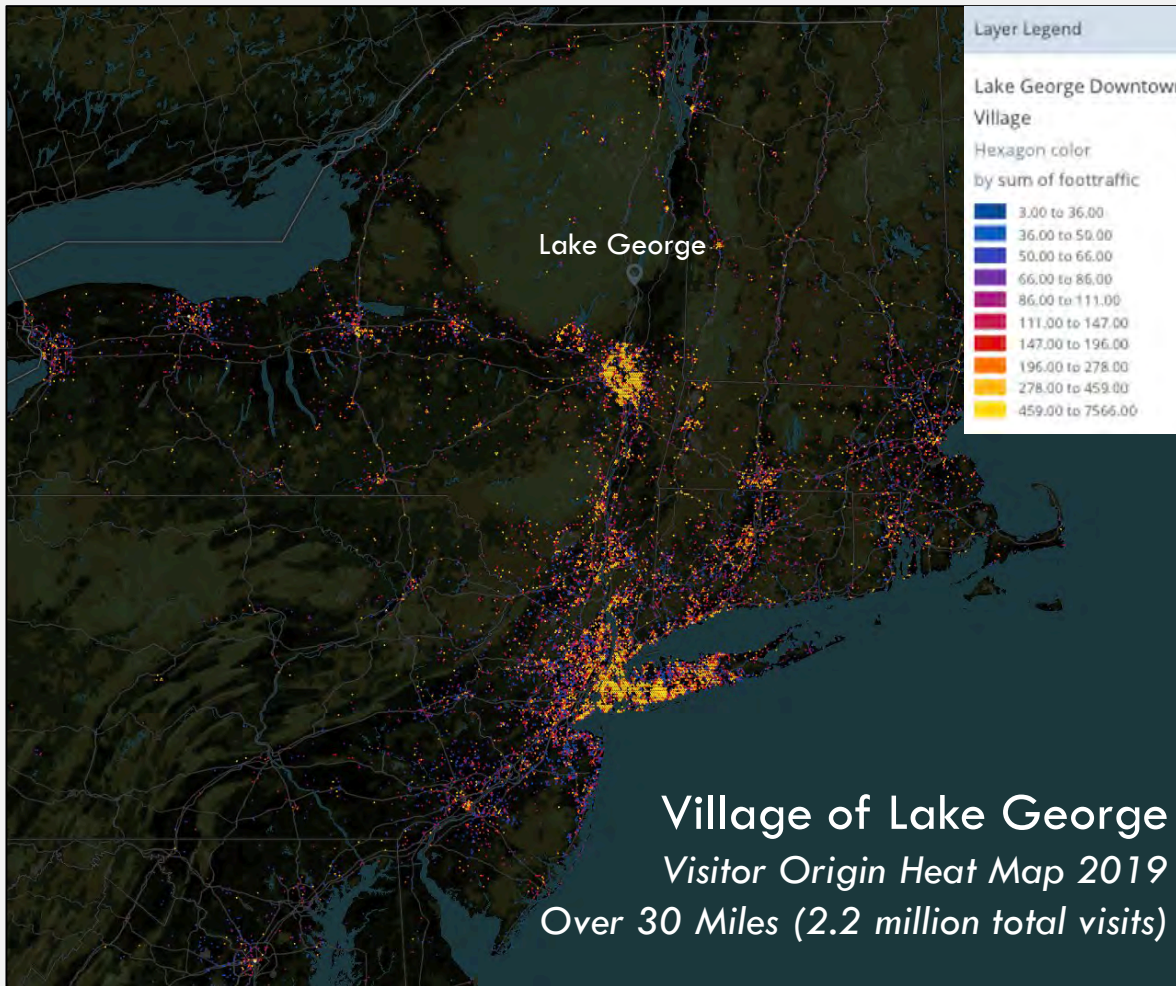 Layer Legend
Lake George Downtown
Village
Hexagon color
by sum of foottraffic
3.00 to 36.00
36.00 to 50.00
50.00 to 66.00
66.00 to 86.00
86.00 to 111.00
111.00 to 147.00
147.00 to 196.00
196.00 to 278.00
278.00 to 459.00
459.00 to 7566.00
Lake George
Village of Lake George
Visitor Origin Heat Map 2019
Over 30 Miles (2.2 million total visits)